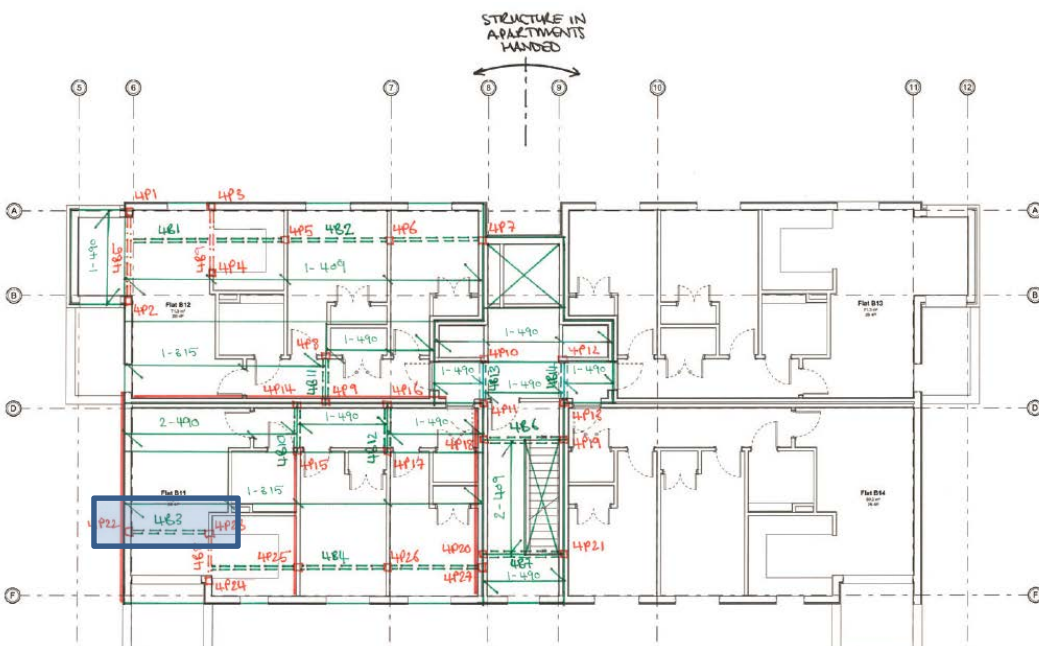 STRUCTURE IN
APARTMENTS
HANDED
5 6 7 8 9 10 11 12
4P1 4P3
A A
4B1 4P5 4B2 4P6 4P7
1-490 4B5 4B9
4P4 1-409
B B
4P2
Flat B12 Flat B13
4P8 1-490 1-490
4P10 4P12
1-315 4B11 1-490 4B13 4B14 1-490
4P14 4P9 4P16 1-490
D D
4P11 4P13
2-490 4B10 1-490 4B12 1-490 4P18 4B6 4P19
4P15 4P17
2-409
Flat B11 1-315 Flat B14
4P22 4B3 4P23
4P25 4B4 4P26 4P20 4P21
4B7
4P24 4P27 1-490
F F